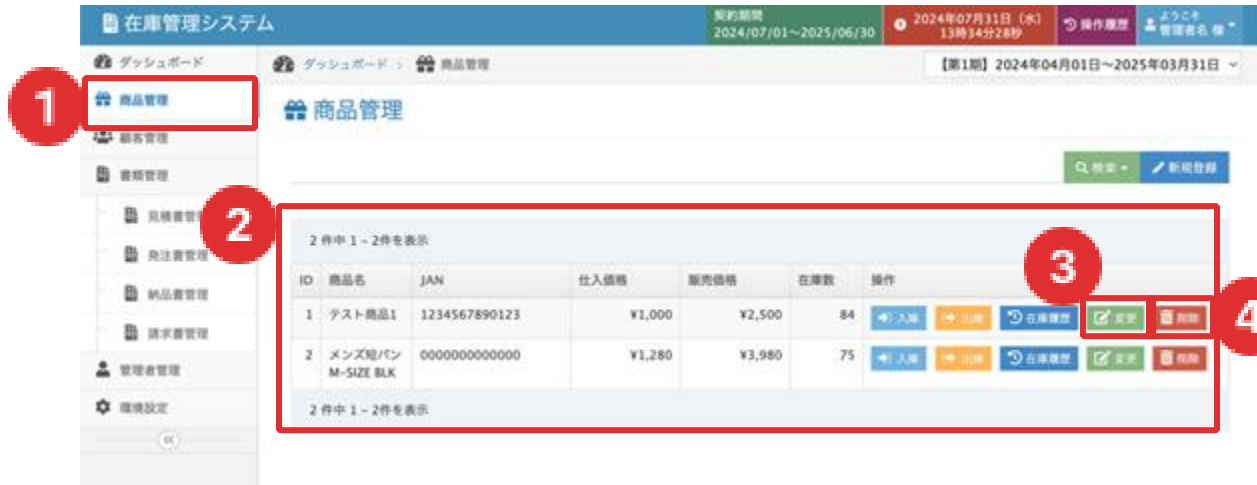 在庫管理システム
契約期間
2024/07/01～2025/06/30
2024年07月31日（水）
13時34分28秒
操作履歴
ようこそ
管理者名 様
ダッシュボード
商品管理
顧客管理
書類管理
見積書管
発注書管理
納品書管理
請求書管理
管理者管理
環境設定
1
ダッシュボード > 商品管理
【第1期】2024年04月01日～2025年03月31日
商品管理
検索 新規登録
2
2 件中 1 - 2件を表示
3
ID 商品名 JAN 仕入価格 販売価格 在庫数 操作
1 テスト商品1 1234567890123 ¥1,000 ¥2,500 84 入庫 出庫 在庫履歴 変更 削除
4
2 メンズ短パン 0000000000000 ¥1,280 ¥3,980 75 入庫 出庫 在庫履歴 変更 削除
M-SIZE BLK
2 件中 1 - 2件を表示